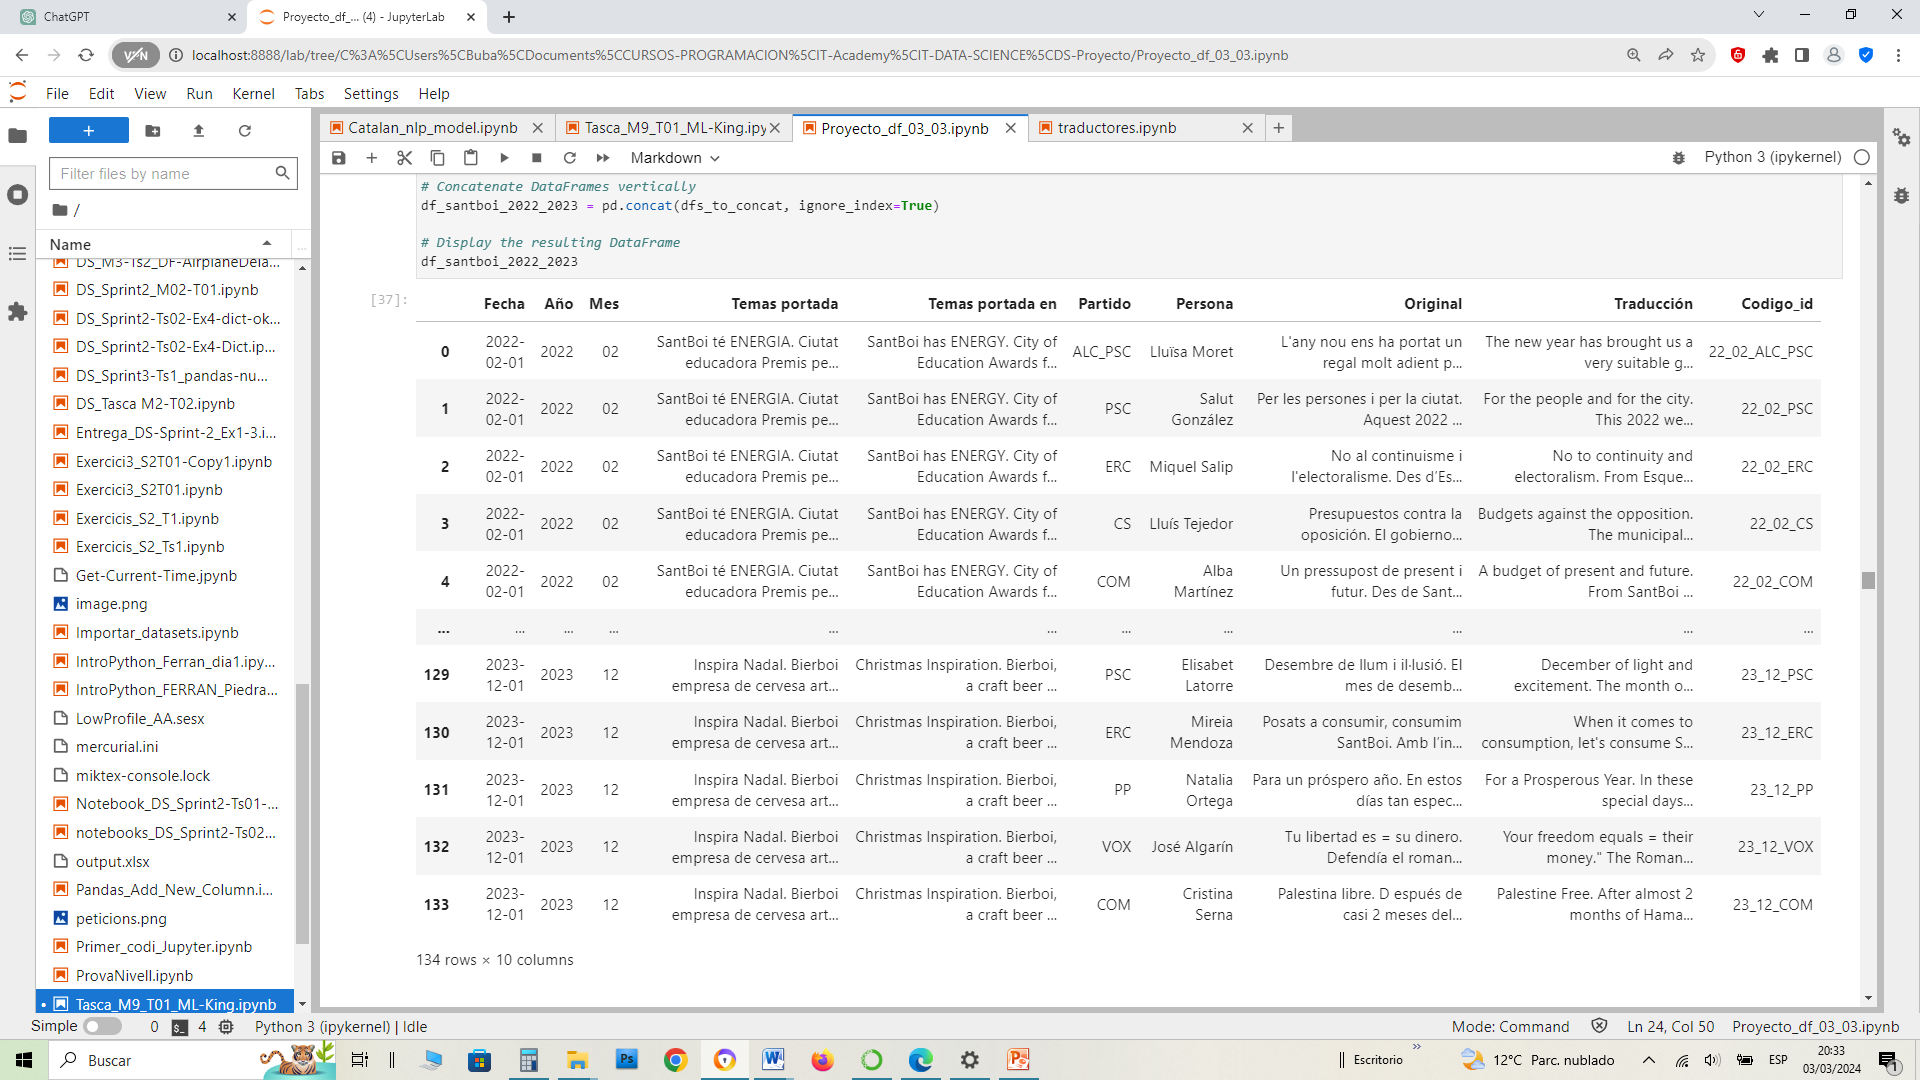 ChatGPT
Proyecto_df_... (4) - JupyterLab
VPN
localhost:8888/lab/tree/C%3A%5CUsers%5CBuba%5CDocuments%5CCURSOS-PROGRAMACION%5CIT-Academy%5CIT-DATA-SCIENCE%5CDS-Proyecto/Proyecto_df_03_03.ipynb
File Edit View Run Kernel Tabs Settings Help
Filter files by name
/
Name
DS_M3-Ts2_DF-AirplaneDela...
DS_Sprint2_M02-T01.ipynb
DS_Sprint2-Ts02-Ex4-dict-ok...
DS_Sprint2-Ts02-Ex4-Dict.ip...
DS_Sprint3-Ts1_pandas-nu...
DS_Tasca M2-T02.ipynb
Entrega_DS-Sprint-2_Ex1-3.i...
Exercici3_S2T01-Copy1.ipynb
Exercici3_S2T01.ipynb
Exercicis_S2_T1.ipynb
Exercicis_S2_Ts1.ipynb
Get-Current-Time.jpynb
image.png
Importar_datasets.ipynb
IntroPython_Ferran_dia1.ipy...
IntroPython_FERRAN_Piedra...
LowProfile_AA.sesx
mercurial.ini
miktex-console.lock
Notebook_DS_Sprint2-Ts01-...
notebooks_DS_Sprint2-Ts02...
output.xlsx
Pandas_Add_New_Column.i...
peticions.png
Primer_codi_Jupyter.ipynb
ProvaNivell.ipynb
Tasca_M9_T01_ML-King.ipynb
Catalan_nlp_model.ipynb
Tasca_M9_T01_ML-King.ipy
Proyecto_df_03_03.ipynb
traductores.ipynb
Markdown
Python 3 (ipykernel)
# Concatenate DataFrames vertically
df_santboi_2022_2023 = pd.concat(dfs_to_concat, ignore_index=True)
# Display the resulting DataFrame
df_santboi_2022_2023
[37]:
Fecha Año Mes Temas portada Temas portada en Partido Persona Original Traducción Codigo_id
0 2022-02-01 2022 02 SantBoi té ENERGIA. Ciutat educadora Premis pe... SantBoi has ENERGY. City of Education Awards f... ALC_PSC Lluïsa Moret L'any nou ens ha portat un regal molt adient p... The new year has brought us a very suitable g... 22_02_ALC_PSC
1 2022-02-01 2022 02 SantBoi té ENERGIA. Ciutat educadora Premis pe... SantBoi has ENERGY. City of Education Awards f... PSC Salut González Per les persones i per la ciutat. Aquest 2022 ... For the people and for the city. This 2022 we... 22_02_PSC
2 2022-02-01 2022 02 SantBoi té ENERGIA. Ciutat educadora Premis pe... SantBoi has ENERGY. City of Education Awards f... ERC Miquel Salip No al continuisme i l'electoralisme. Des d'Es... No to continuity and electoralism. From Esque... 22_02_ERC
3 2022-02-01 2022 02 SantBoi té ENERGIA. Ciutat educadora Premis pe... SantBoi has ENERGY. City of Education Awards f... CS Lluís Tejedor Presupuestos contra la oposición. El gobierno... Budgets against the opposition. The municipal... 22_02_CS
4 2022-02-01 2022 02 SantBoi té ENERGIA. Ciutat educadora Premis pe... SantBoi has ENERGY. City of Education Awards f... COM Alba Martínez Un pressupost de present i futur. Des de Sant... A budget of present and future. From SantBoi ... 22_02_COM
... ... ... ... ... ... ... ... ... ... ...
129 2023-12-01 2023 12 Inspira Nadal. Bierboi empresa de cervesa art... Christmas Inspiration. Bierboi, a craft beer ... PSC Elisabet Latorre Desembre de llum i il·lusió. El mes de desemb... December of light and excitement. The month o... 23_12_PSC
130 2023-12-01 2023 12 Inspira Nadal. Bierboi empresa de cervesa art... Christmas Inspiration. Bierboi, a craft beer ... ERC Mireia Mendoza Posats a consumir, consumim SantBoi. Amb l'in... When it comes to consumption, let's consume S... 23_12_ERC
131 2023-12-01 2023 12 Inspira Nadal. Bierboi empresa de cervesa art... Christmas Inspiration. Bierboi, a craft beer ... PP Natalia Ortega Para un próspero año. En estos días tan espec... For a Prosperous Year. In these special days... 23_12_PP
132 2023-12-01 2023 12 Inspira Nadal. Bierboi empresa de cervesa art... Christmas Inspiration. Bierboi, a craft beer ... VOX José Algarín Tu libertad es = su dinero. Defendía el roman... Your freedom equals = their money." The Roman... 23_12_VOX
133 2023-12-01 2023 12 Inspira Nadal. Bierboi empresa de cervesa art... Christmas Inspiration. Bierboi, a craft beer ... COM Cristina Serna Palestina libre. D espués de casi 2 meses del... Palestine Free. After almost 2 months of Hama... 23_12_COM
134 rows × 10 columns
Simple 0 4 Python 3 (ipykernel) | Idle
Mode: Command Ln 24, Col 50 Proyecto_df_03_03.ipynb
Buscar
Escritorio
12°C Parc. nublado
ESP
20:33
03/03/2024
1